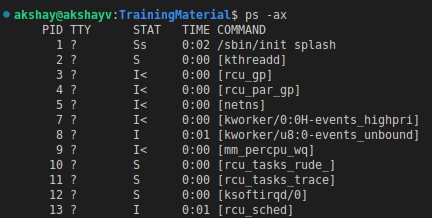 akshay@akshayv:TrainingMaterial$ ps -ax
PID TTY STAT TIME COMMAND
1 ? Ss 0:02 /sbin/init splash
2 ? S 0:00 [kthreadd]
3 ? I< 0:00 [rcu_gp]
4 ? I< 0:00 [rcu_par_gp]
5 ? I< 0:00 [netns]
7 ? I< 0:00 [kworker/0:0H-events_highpri]
8 ? I 0:01 [kworker/u8:0-events_unbound]
9 ? I< 0:00 [mm_percpu_wq]
10 ? S 0:00 [rcu_tasks_rude_]
11 ? S 0:00 [rcu_tasks_trace]
12 ? S 0:00 [ksoftirqd/0]
13 ? I 0:01 [rcu_sched]